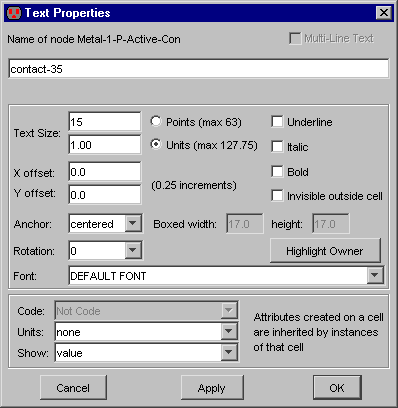 Text Properties
Name of node Metal-1-P-Active-Con
Multi-Line Text
contact-35
Text Size:
15
Points (max 63)
Underline
1.00
Units (max 127.75)
Italic
X offset:
0.0
Bold
Y offset:
0.0
(0.25 increments)
Invisible outside cell
Anchor:
centered
Boxed width:
17.0
height:
17.0
Rotation:
0
Highlight Owner
Font:
DEFAULT FONT
Code:
Not Code
Units:
none
Show:
value
Attributes created on a cell
are inherited by instances
of that cell
Cancel
Apply
OK